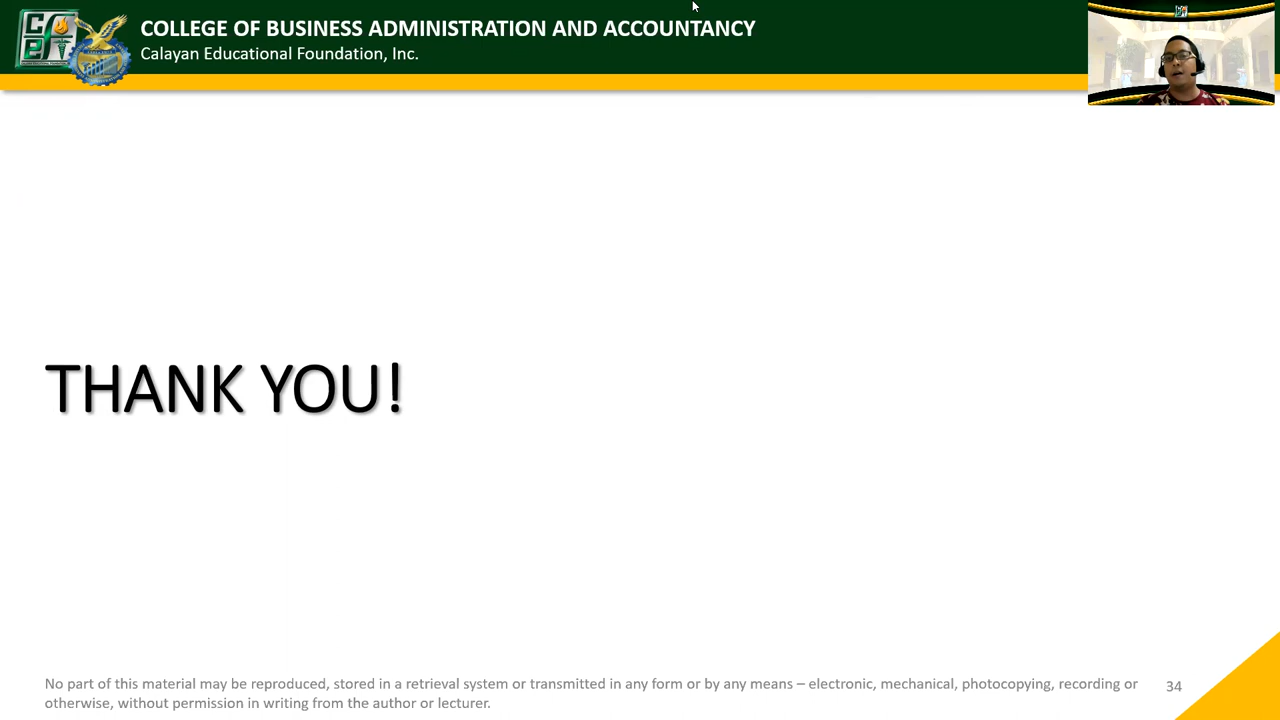 COLLEGE OF BUSINESS ADMINISTRATION AND ACCOUNTANCY
Calayan Educational Foundation, Inc.
THANK YOU!
No part of this material may be reproduced, stored in a retrieval system or transmitted in any form or by any means – electronic, mechanical, photocopying, recording or
otherwise, without permission in writing from the author or lecturer.
34